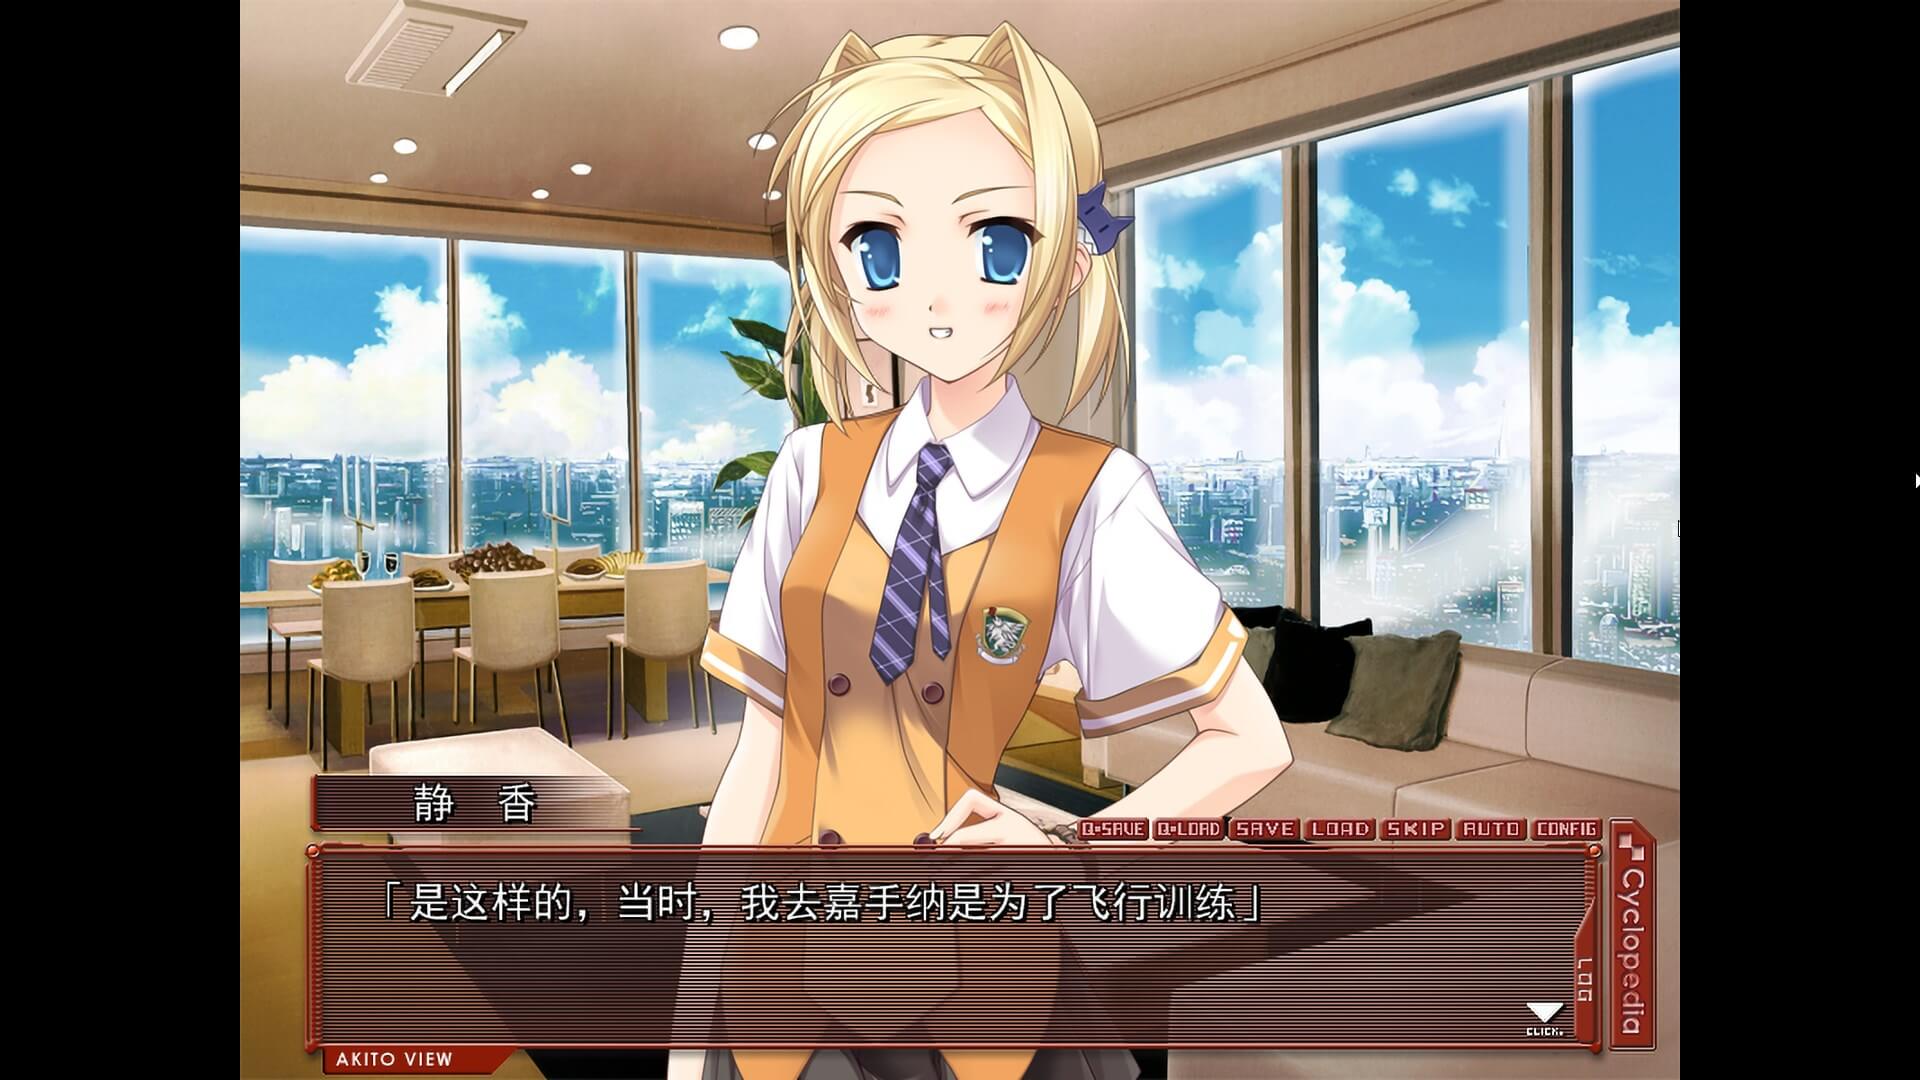 静 香
Q•SAVE Q•LOAD SAVE LOAD SKIP AUTO CONFIG
「是这样的，当时，我去嘉手纳是为了飞行训练」
Cyclopedia
LOG
CLICK.
AKITO VIEW